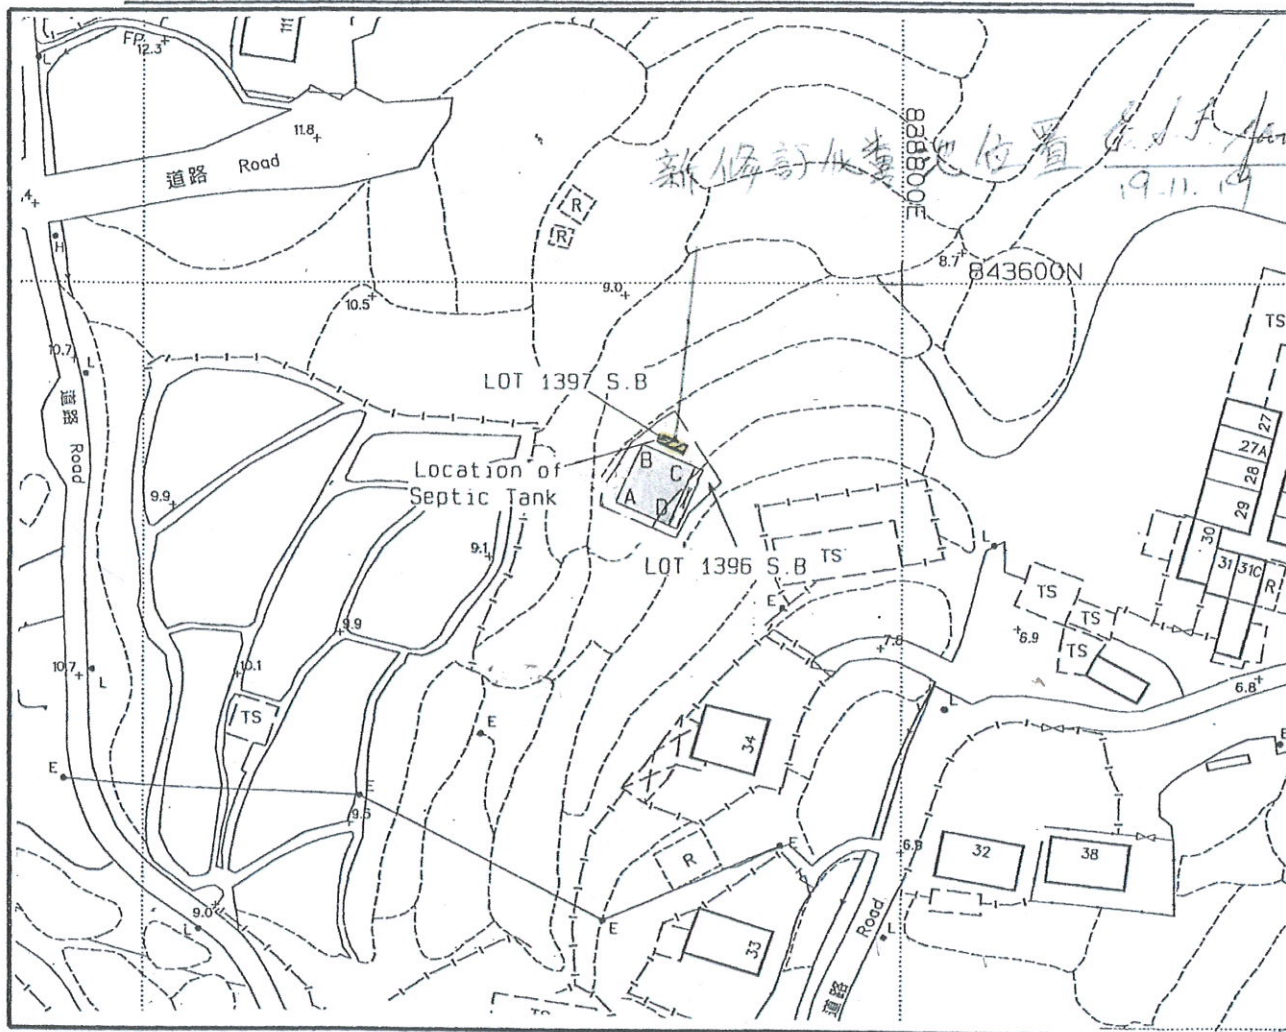 111
FP
12.3
L
11.8
道路 Road
新修訂化糞池位置
19.11.19
838800E
.4
R
R
H
8.7
843600N
10.5
9.0
TS
10.7
L
道路 Road
LOT 1397 S.B
27
27A
28
29
Location of
Septic Tank
B
C
A
D
9.9
9.1
LOT 1396 S.B
TS
L
30
31
31C
R
TS
TS
TS
E
6.9
7.8
9.9
10.1
10.7
L
6.8
TS
E
L
34
E
E
E
9.5
R
E
6.9
32
38
9.0
L
E
33
道路 Road
L